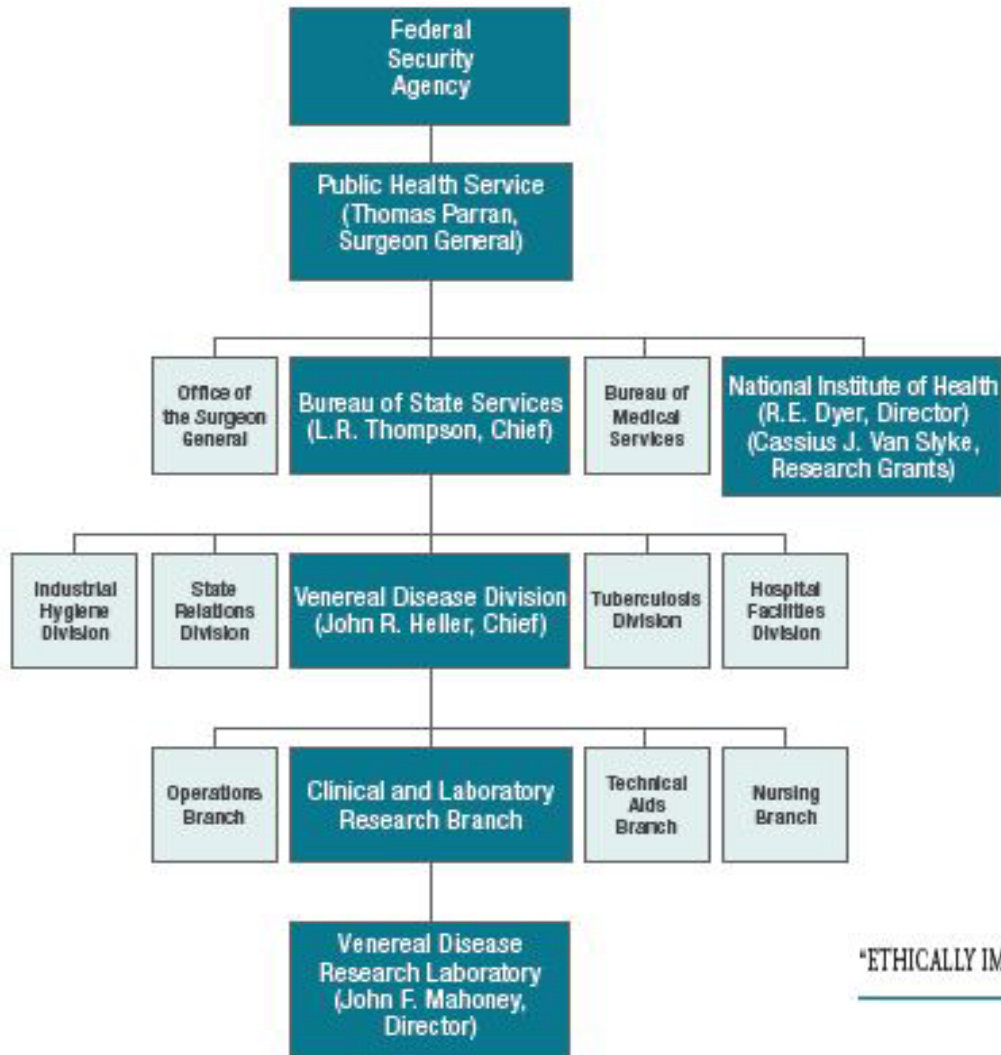 Federal
Security
Agency
Public Health Service
(Thomas Parran,
Surgeon General)
Office of
the Surgeon
General
Bureau of State Services
(L.R. Thompson, Chief)
Bureau of
Medical
Services
National Institute of Health
(R.E. Dyer, Director)
(Cassius J. Van Slyke,
Research Grants)
Industrial
Hygiene
Division
State
Relations
Division
Venereal Disease Division
(John R. Heller, Chief)
Tuberculosis
Division
Hospital
Facilities
Division
Operations
Branch
Clinical and Laboratory
Research Branch
Technical
Aids
Branch
Nursing
Branch
Venereal Disease
Research Laboratory
(John F. Mahoney,
Director)
"ETHICALLY IM